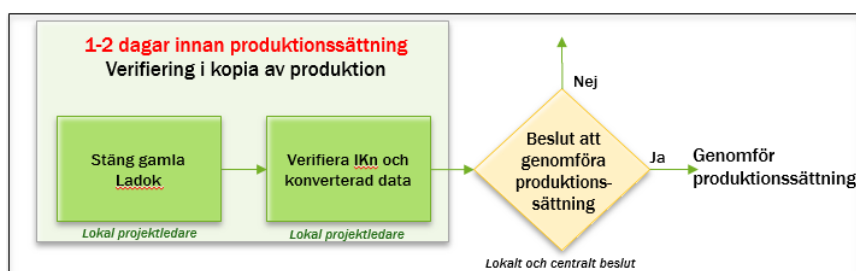 1-2 dagar innan produktionssättning
Verifiering i kopia av produktion
Stäng gamla
Ladok
Lokal projektledare
Verifiera IKn och
konverterad data
Lokal projektledare
Nej
Beslut att
genomföra
produktions-
sättning
Lokalt och centralt beslut
Ja
Genomför
produktionssättning